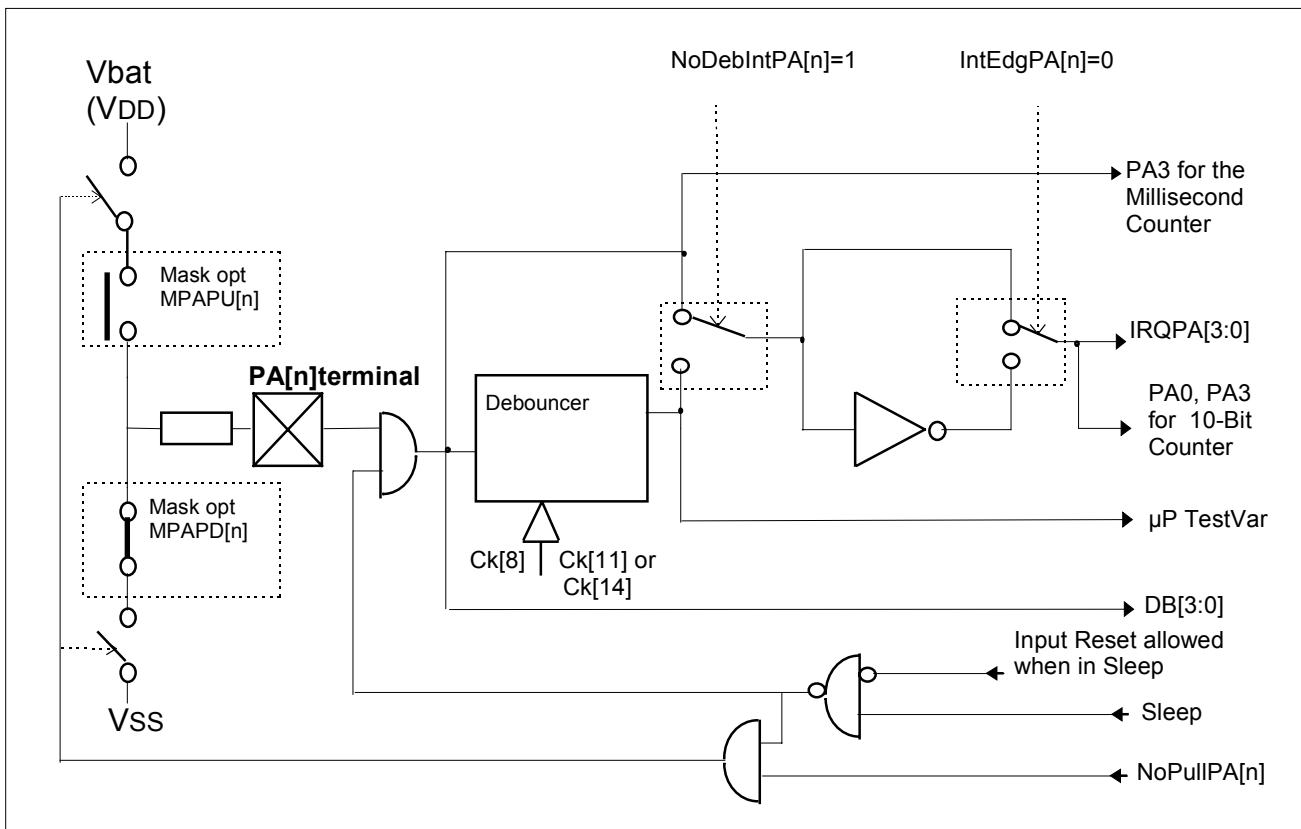 NoDebIntPA[n]=1
IntEdgPA[n]=0
Vbat
(VDD)
PA3 for the
Millisecond
Counter
Mask opt
MPAPU[n]
IRQPA[3:0]
PA[n]terminal
PA0, PA3
for 10-Bit
Counter
Debouncer
Mask opt
MPAPD[n]
µP TestVar
Ck[8]
Ck[11] or
Ck[14]
DB[3:0]
Input Reset allowed
when in Sleep
VSS
Sleep
NoPullPA[n]